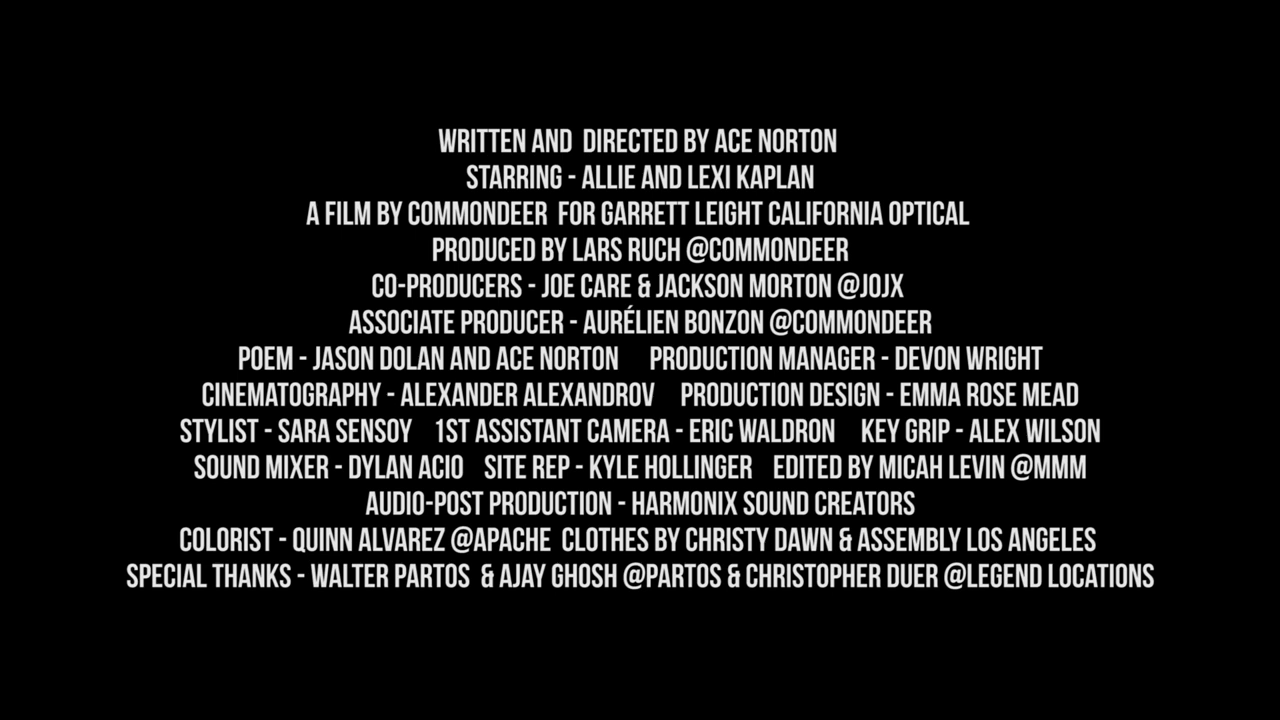 WRITTEN AND DIRECTED BY ACE NORTON
STARRING - ALLIE AND LEXI KAPLAN
A FILM BY COMMONDEER FOR GARRETT LEIGHT CALIFORNIA OPTICAL
PRODUCED BY LARS RUCH @COMMONDEER
CO-PRODUCERS - JOE CARE & JACKSON MORTON @JOJX
ASSOCIATE PRODUCER - AURÉLIEN BONZON @COMMONDEER
POEM - JASON DOLAN AND ACE NORTON PRODUCTION MANAGER - DEVON WRIGHT
CINEMATOGRAPHY - ALEXANDER ALEXANDROV PRODUCTION DESIGN - EMMA ROSE MEAD
STYLIST - SARA SENSOY 1ST ASSISTANT CAMERA - ERIC WALDRON KEY GRIP - ALEX WILSON
SOUND MIXER - DYLAN ACIO SITE REP - KYLE HOLLINGER EDITED BY MICAH LEVIN @MMM
AUDIO-POST PRODUCTION - HARMONIX SOUND CREATORS
COLORIST - QUINN ALVAREZ @APACHE CLOTHES BY CHRISTY DAWN & ASSEMBLY LOS ANGELES
SPECIAL THANKS - WALTER PARTOS & AJAY GHOSH @PARTOS & CHRISTOPHER DUER @LEGEND LOCATIONS